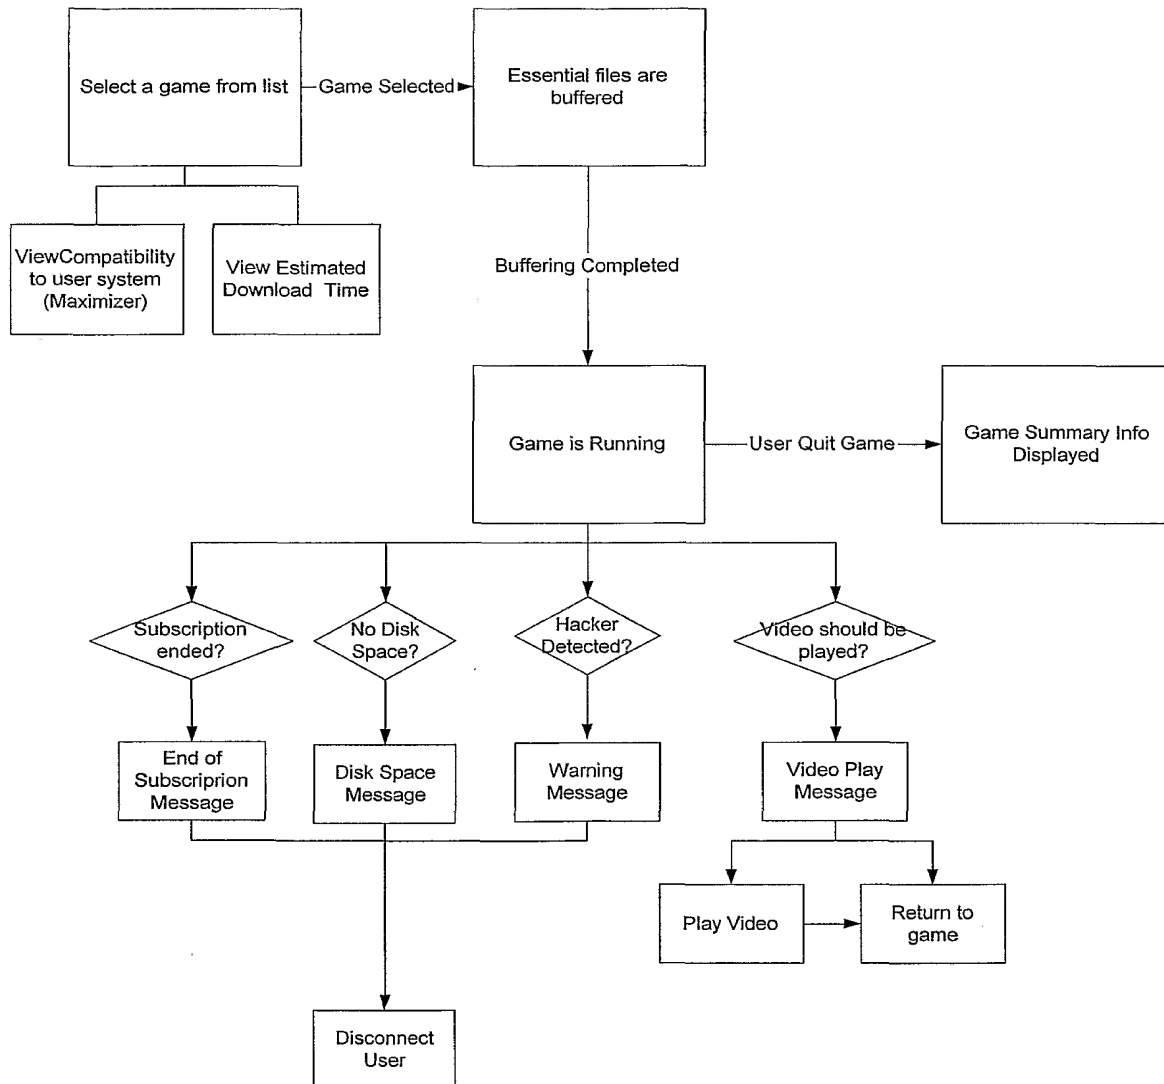 Select a game from list
Game Selected
Essential files are
buffered
ViewCompatibility
to user system
(Maximizer)
View Estimated
Download Time
Buffering Completed
Game is Running
User Quit Game
Game Summary Info
Displayed
Subscription
ended?
No Disk
Space?
Hacker
Detected?
Video should be
played?
End of
Subscriprion
Message
Disk Space
Message
Warning
Message
Video Play
Message
Play Video
Return to
game
Disconnect
User